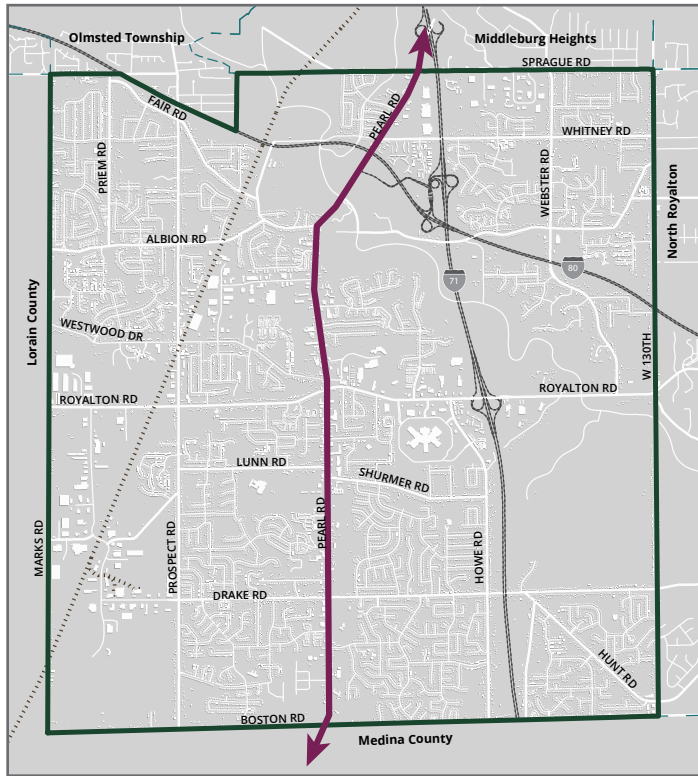 Olmsted Township
Middleburg Heights
SPRAGUE RD
FAIR RD
PEARL RD
WHITNEY RD
PRIEM RD
WEBSTER RD
North Royalton
ALBION RD
80
71
Lorain County
WESTWOOD DR
W 130TH
ROYALTON RD
ROYALTON RD
LUNN RD
SHURMER RD
PEARL RD
MARKS RD
PROSPECT RD
HOWE RD
DRAKE RD
HUNT RD
BOSTON RD
Medina County